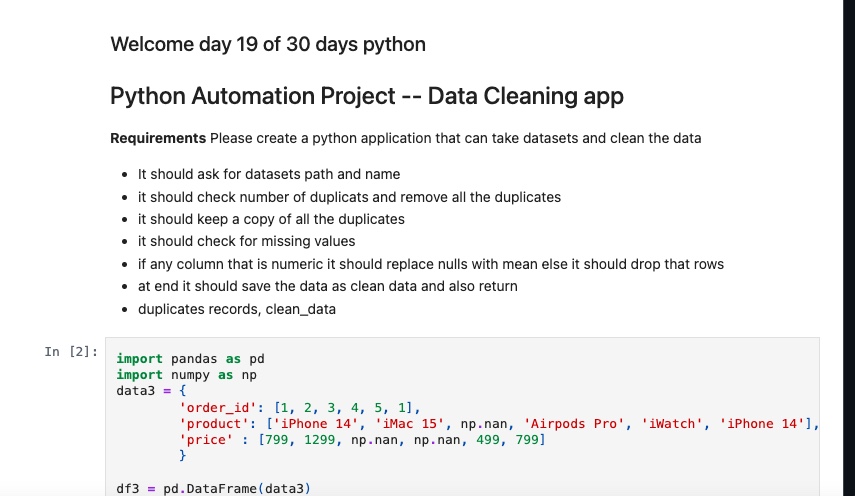 Welcome day 19 of 30 days python
Python Automation Project -- Data Cleaning app
Requirements Please create a python application that can take datasets and clean the data
• It should ask for datasets path and name
• it should check number of duplicats and remove all the duplicates
• it should keep a copy of all the duplicates
• it should check for missing values
• if any column that is numeric it should replace nulls with mean else it should drop that rows
• at end it should save the data as clean data and also return
• duplicates records, clean_data
In [2]: import pandas as pd
import numpy as np
data3 = {
'order_id': [1, 2, 3, 4, 5, 1],
'product': ['iPhone 14', 'iMac 15', np.nan, 'Airpods Pro', 'iWatch', 'iPhone 14'],
'price' : [799, 1299, np.nan, np.nan, 499, 799]
}
df3 = pd.DataFrame(data3)